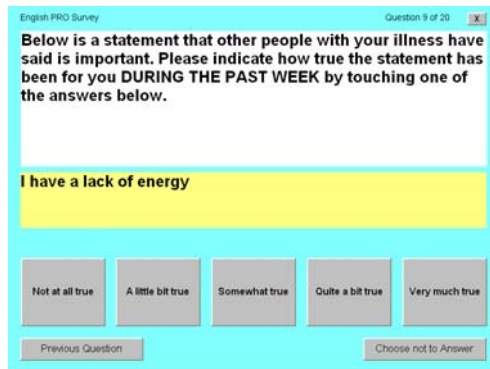 English PRO Survey
Question 9 of 20
X
Below is a statement that other people with your illness have
said is important. Please indicate how true the statement has
been for you DURING THE PAST WEEK by touching one of
the answers below.
I have a lack of energy
Not at all true
A little bit true
Somewhat true
Quite a bit true
Very much true
Previous Question
Choose not to Answer